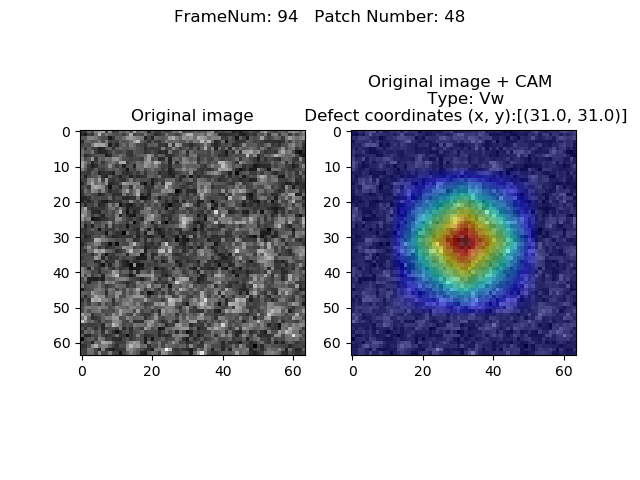 FrameNum: 94   Patch Number: 48
Original image
Original image + CAM
Type: Vw
Defect coordinates (x, y):[(31.0, 31.0)]
0
10
20
30
40
50
60
0 20 40 60
0
10
20
30
40
50
60
0 20 40 60